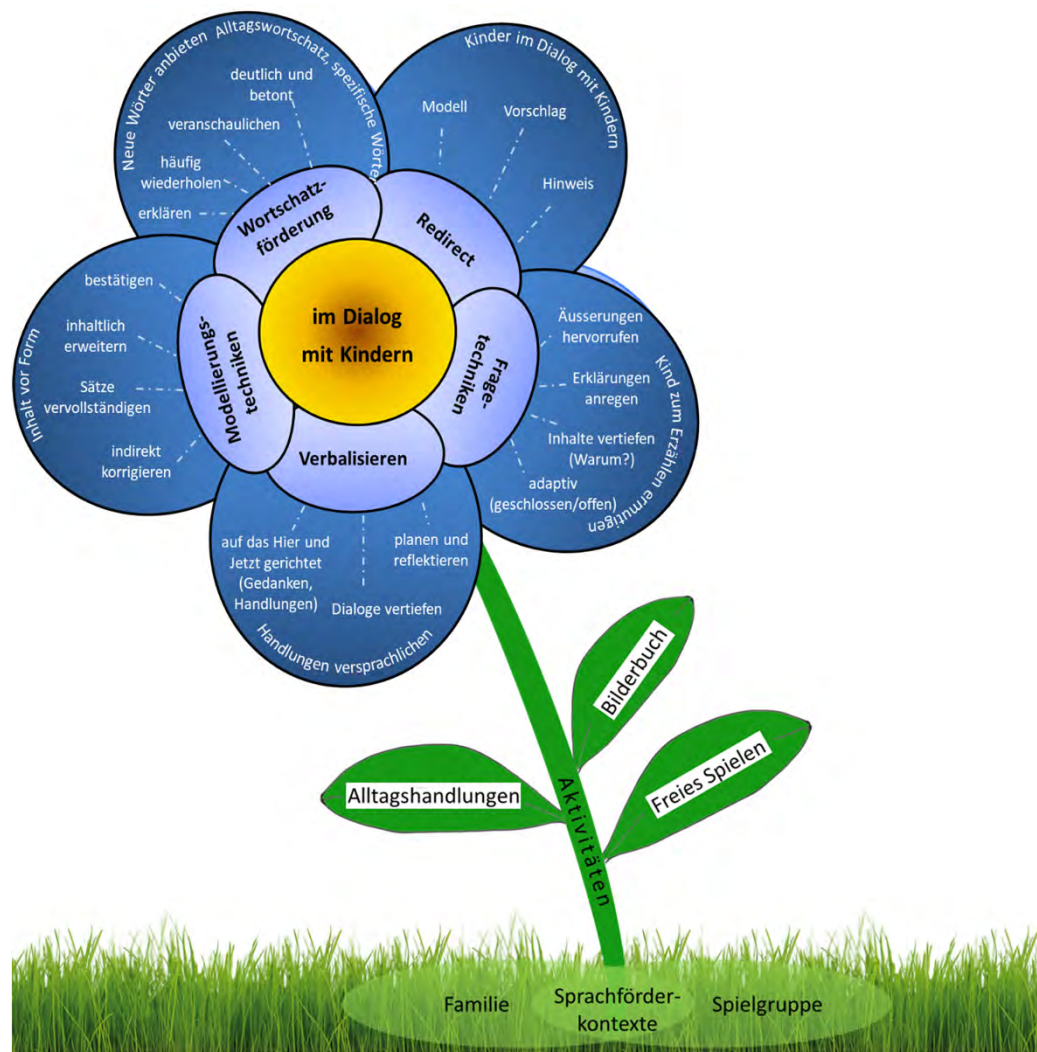 Neue Wörter anbieten Alltagswortschatz, spezifische Wörter
deutlich und
betont
veranschaulichen
häufig
wiederholen
erklären
Wortschatz-
förderung
Kinder im Dialog mit Kindern
Modell
Vorschlag
Hinweis
Redirect
im Dialog
mit Kindern
Inhalt vor Form
bestätigen
inhaltlich
erweitern
Sätze
vervollständigen
indirekt
korrigieren
Modellierungs-
techniken
Frage-
techniken
Äusserungen
hervorrufen
Erklärungen
anregen
Inhalte vertiefen
(Warum?)
adaptiv
(geschlossen/offen)
Kind zum Erzählen ermutigen
Verbalisieren
auf das Hier und
Jetzt gerichtet
(Gedanken,
Handlungen)
Dialoge vertiefen
planen und
reflektieren
Handlungen versprachlichen
Bilderbuch
Alltagshandlungen
Freies Spielen
Aktivitäten
Familie
Sprachförder-
kontexte
Spielgruppe